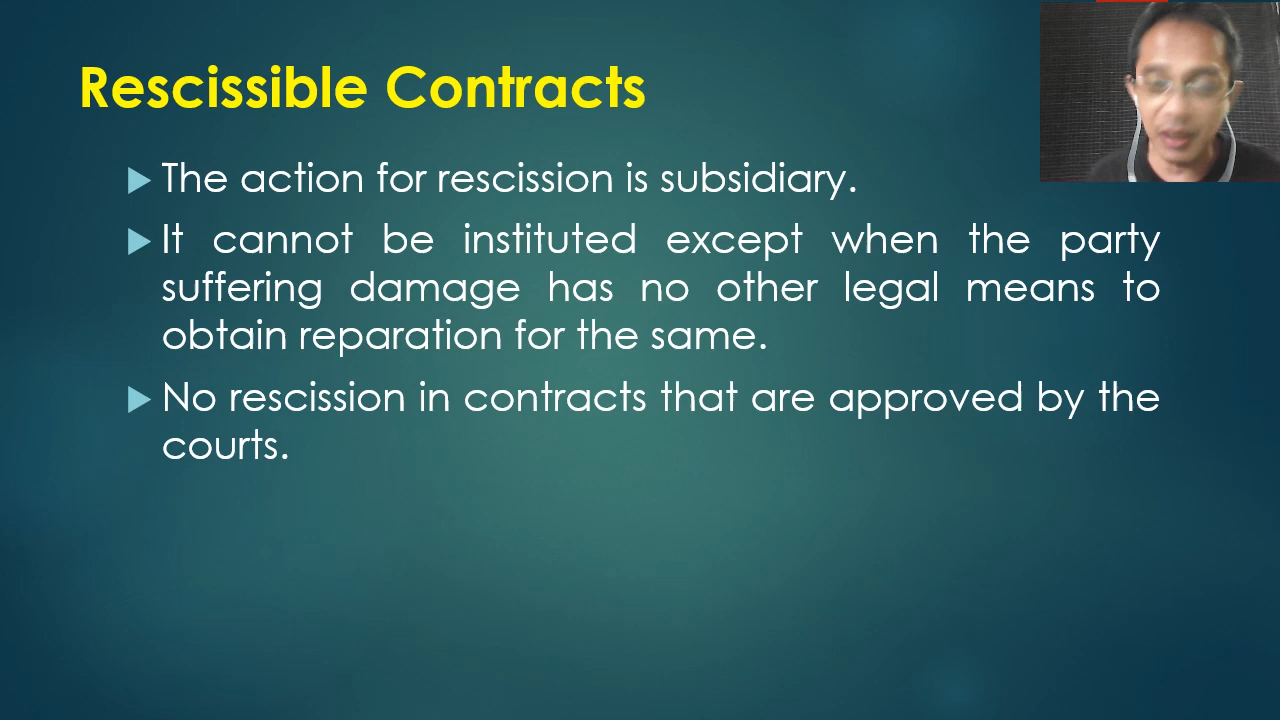 Rescissible Contracts
The action for rescission is subsidiary.
It cannot be instituted except when the party
suffering damage has no other legal means to
obtain reparation for the same.
No rescission in contracts that are approved by the
courts.